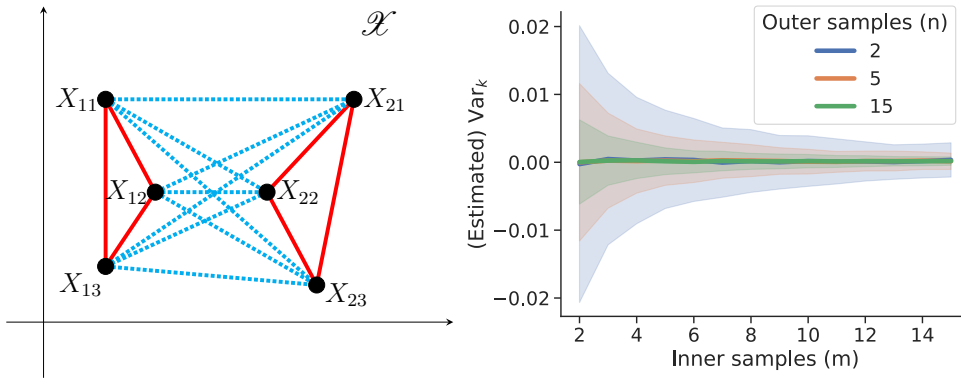 𝒳
X₁₁
X₂₁
X₁₂
X₂₂
X₁₃
X₂₃
(Estimated) Varₖ
0.02
0.01
0.00
−0.01
−0.02
Outer samples (n)
2
5
15
2 4 6 8 10 12 14
Inner samples (m)